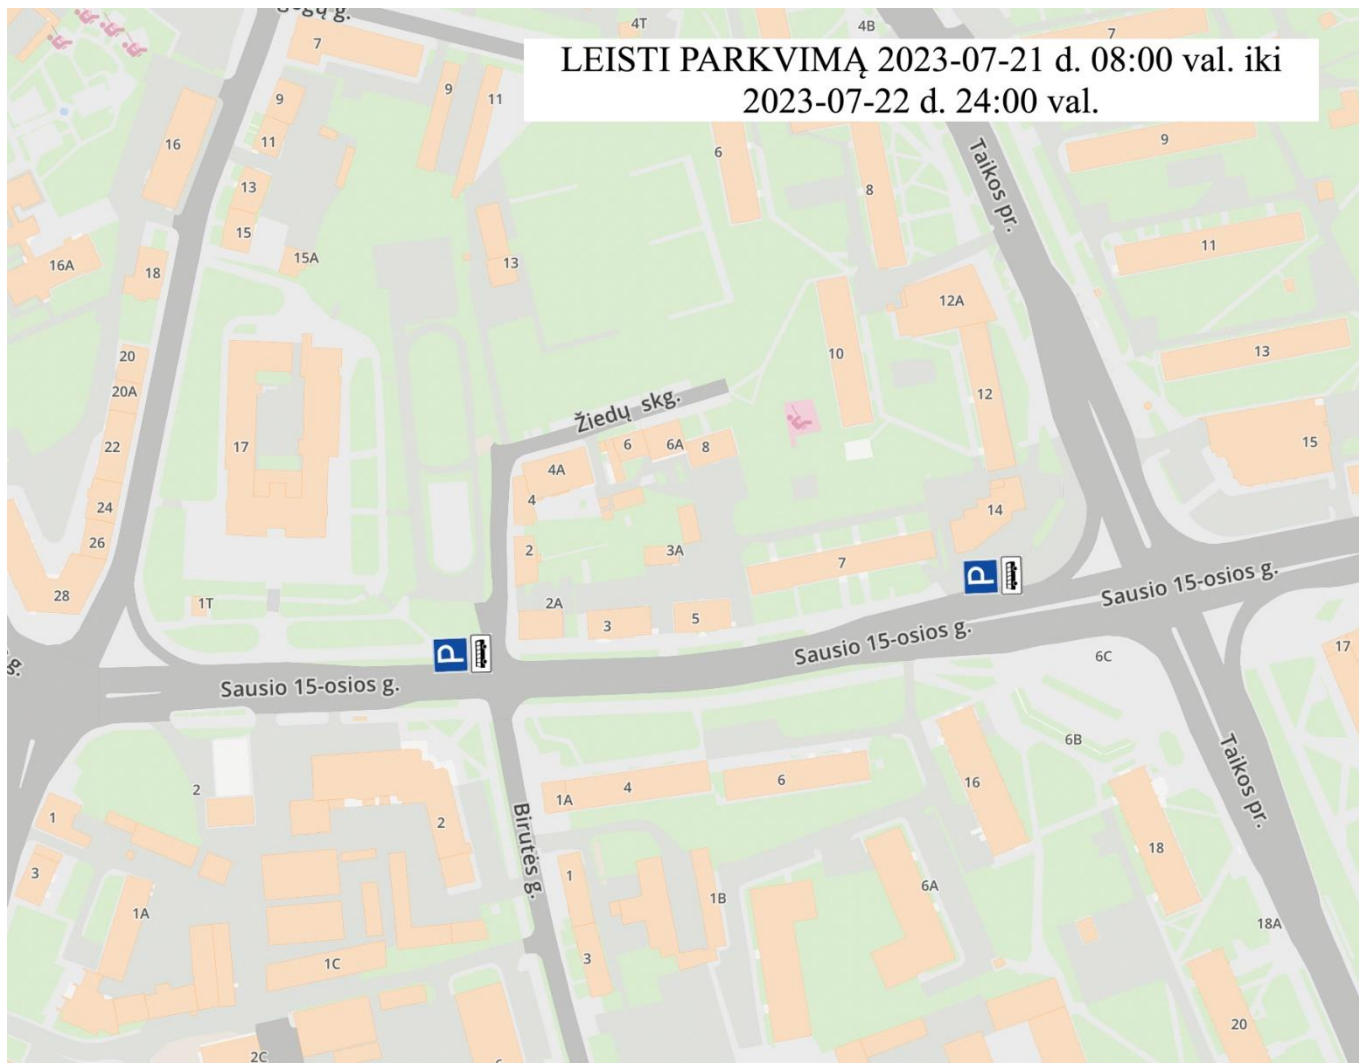 LEISTI PARKVIMĄ 2023-07-21 d. 08:00 val. iki
2023-07-22 d. 24:00 val.
4T
4B
7
7
9
9
11
16
11
6
9
8
13
15
15A
13
11
16A
18
12A
Taikos pr.
20
10
13
20A
12
Žiedų skg.
22
17
6
6A
8
15
4A
4
24
14
26
2
3A
7
28
P
1T
2A
3
5
Sausio 15-osios g.
P
Sausio 15-osios g.
6C
17
g.
Sausio 15-osios g.
6B
Taikos pr.
2
1A
4
6
16
1
2
Birutės g.
18
3
1
1B
6A
1A
18A
3
1C
20
2C